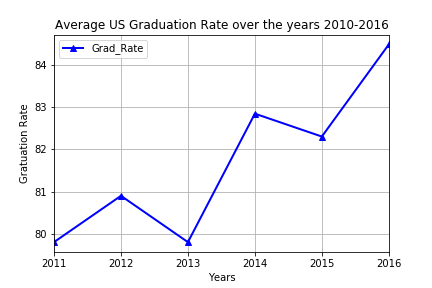 Average US Graduation Rate over the years 2010-2016
Grad_Rate
Gratuation Rate
84
83
82
81
80
2011 2012 2013 2014 2015 2016
Years